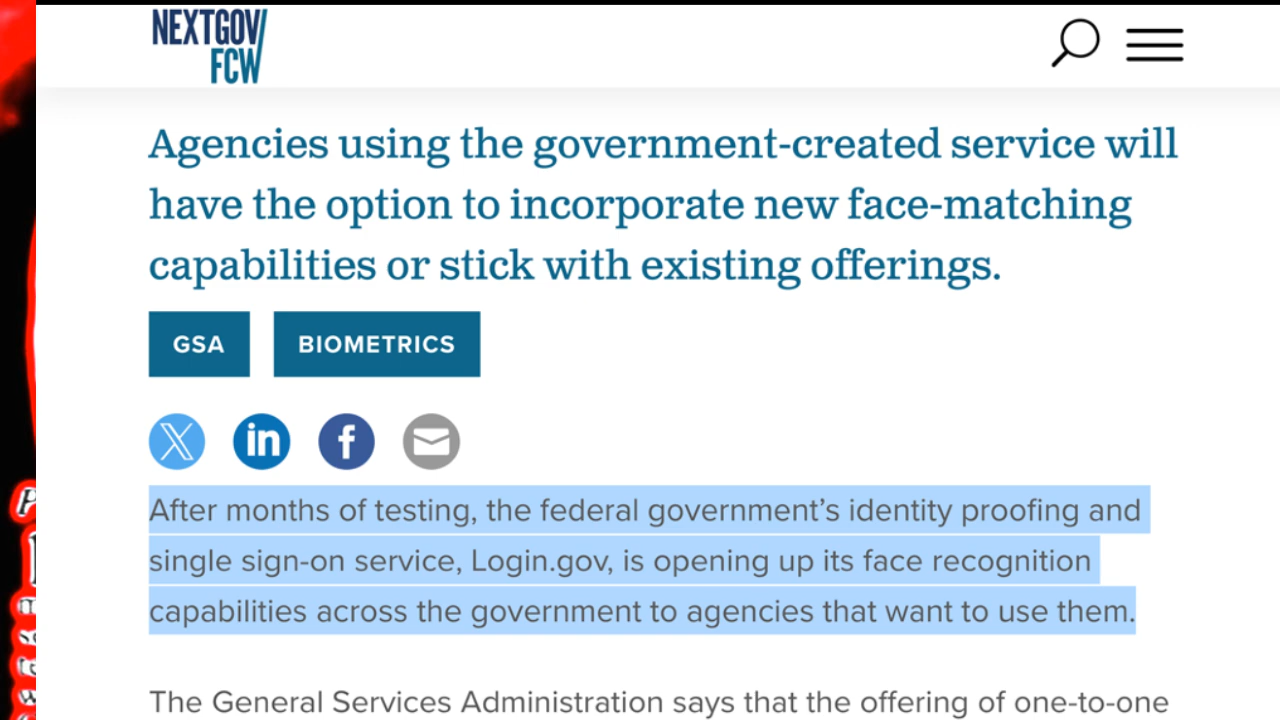 NEXTGOV
FCW
Agencies using the government-created service will
have the option to incorporate new face-matching
capabilities or stick with existing offerings.
GSA BIOMETRICS
After months of testing, the federal government’s identity proofing and
single sign-on service, Login.gov, is opening up its face recognition
capabilities across the government to agencies that want to use them.
The General Services Administration says that the offering of one-to-one